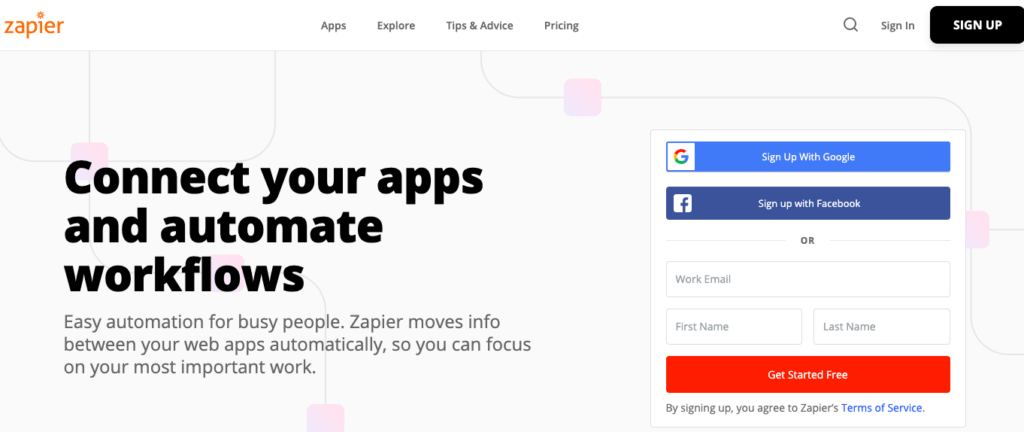 zapier
Apps Explore Tips & Advice Pricing
Sign In
SIGN UP
Connect your apps
and automate
workflows
Easy automation for busy people. Zapier moves info
between your web apps automatically, so you can focus
on your most important work.
Sign Up With Google
Sign up with Facebook
OR
Work Email
First Name Last Name
Get Started Free
By signing up, you agree to Zapier's Terms of Service.